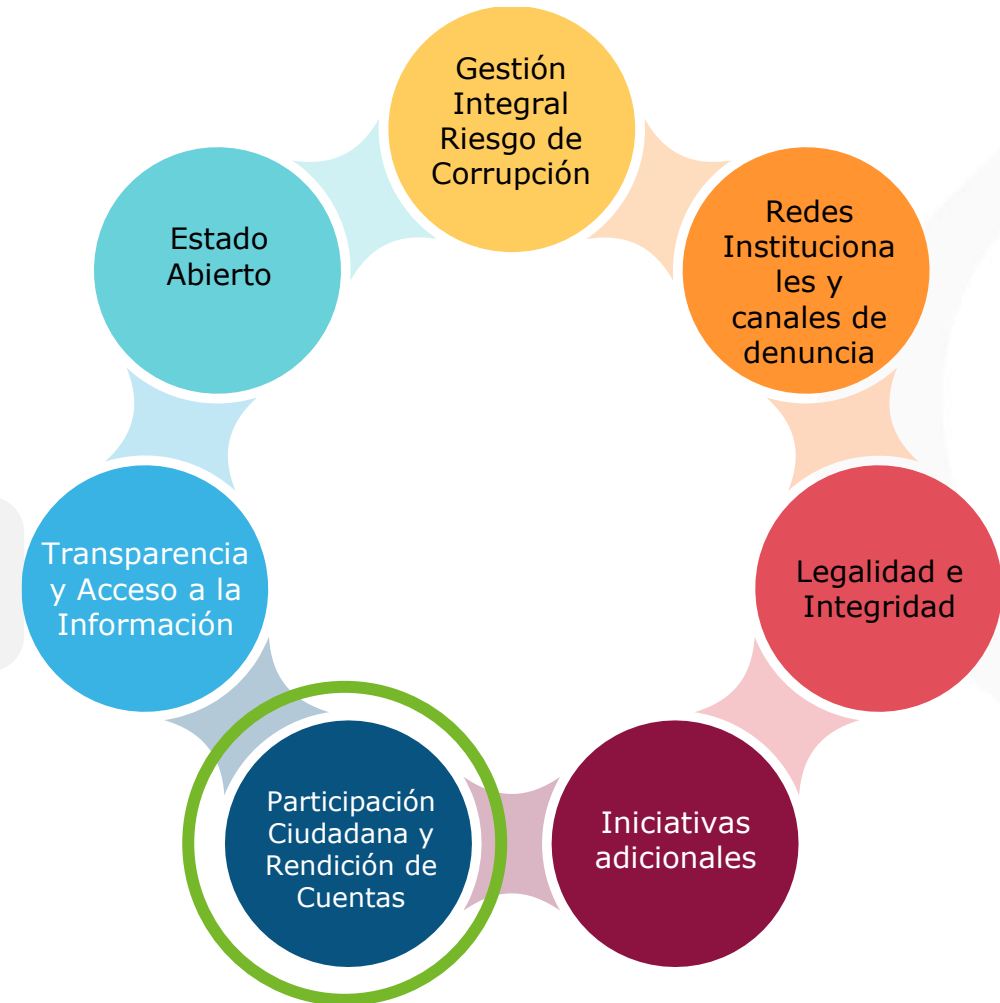 Gestión
Integral
Riesgo de
Corrupción
Redes
Instituciona
les y
canales de
denuncia
Legalidad e
Integridad
Iniciativas
adicionales
Participación
Ciudadana y
Rendición de
Cuentas
Transparencia
y Acceso a la
Información
Estado
Abierto